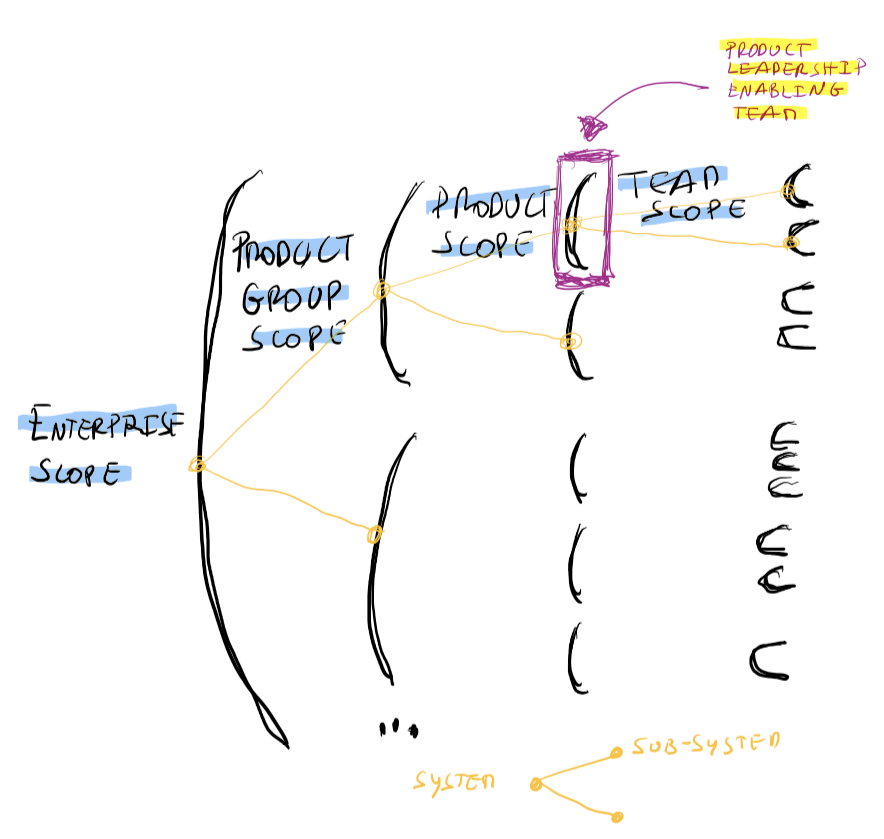 PRODUCT
LEADERSHIP
ENABLING
TEAM
TEAM
SCOPE
PRODUCT
SCOPE
PRODUCT
GROUP
SCOPE
ENTERPRISE
SCOPE
...
SUB-SYSTEM
SYSTEM